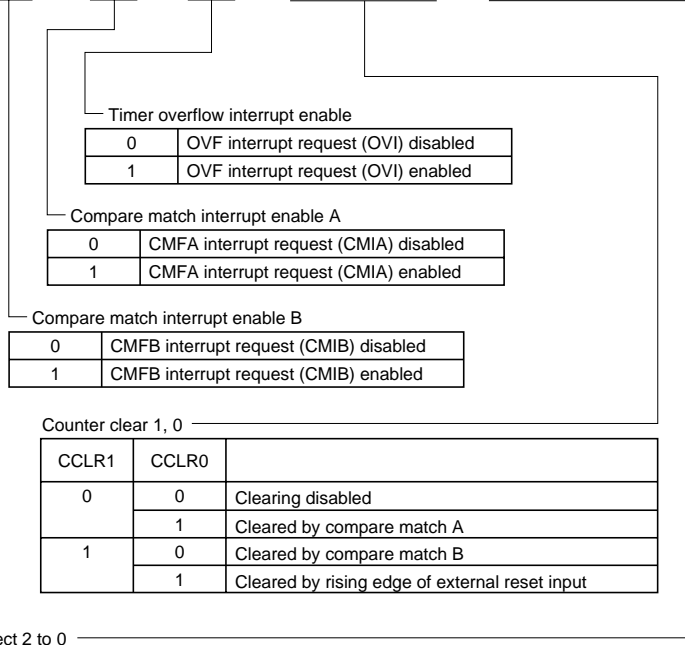 Timer overflow interrupt enable
0 OVF interrupt request (OVI) disabled
1 OVF interrupt request (OVI) enabled
Compare match interrupt enable A
0 CMFA interrupt request (CMIA) disabled
1 CMFA interrupt request (CMIA) enabled
Compare match interrupt enable B
0 CMFB interrupt request (CMIB) disabled
1 CMFB interrupt request (CMIB) enabled
Counter clear 1, 0
CCLR1 CCLR0
0 0 Clearing disabled
1 Cleared by compare match A
1 0 Cleared by compare match B
1 Cleared by rising edge of external reset input
2 to 0